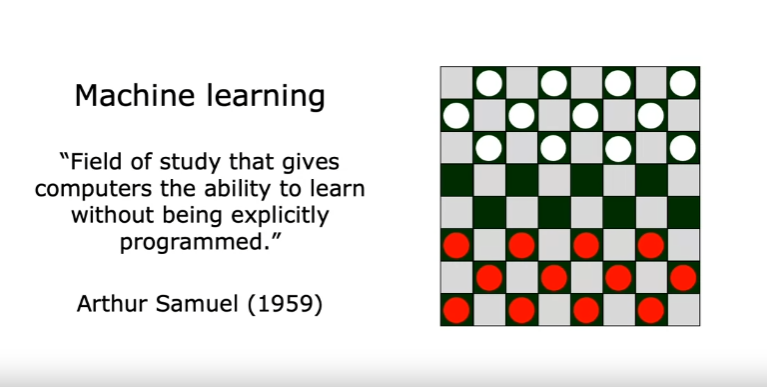 Machine learning
“Field of study that gives
computers the ability to learn
without being explicitly
programmed.”
Arthur Samuel (1959)